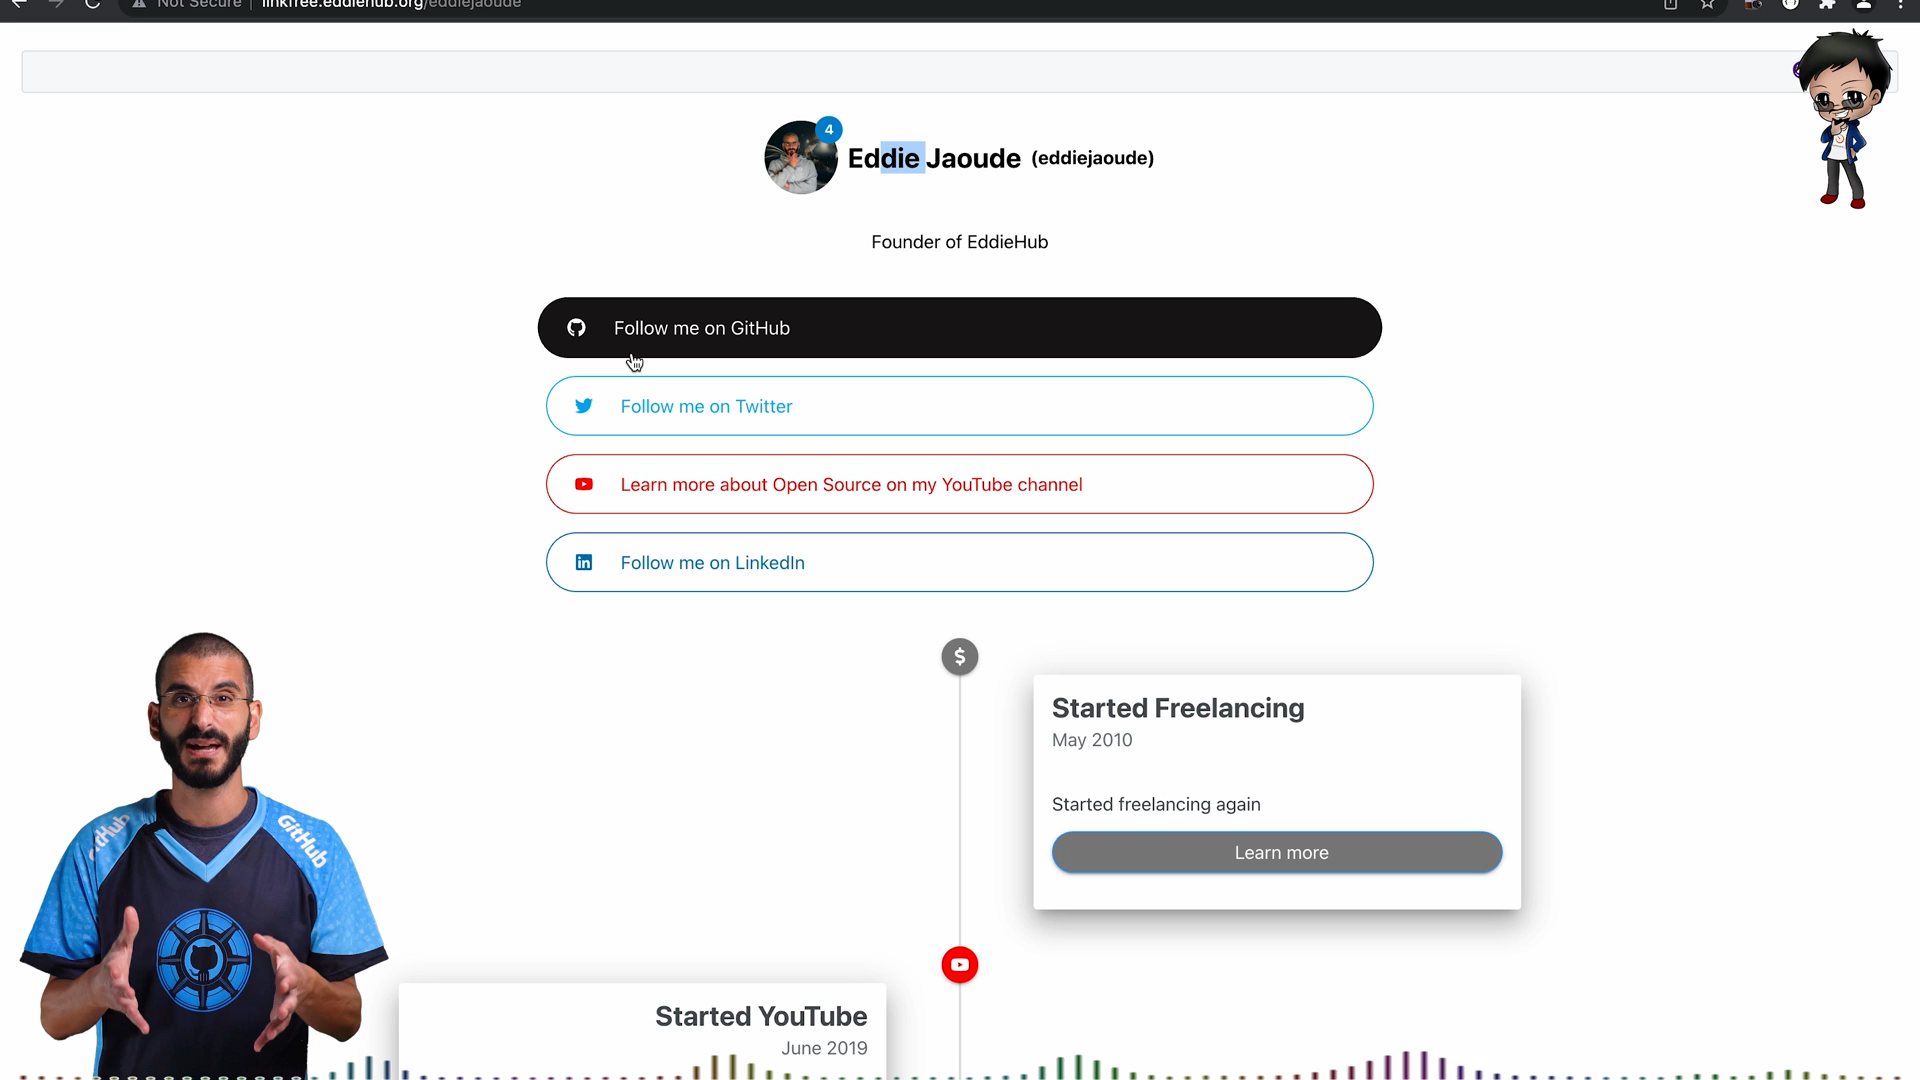 Not Secure
linkfree.eddiehub.org/eddiejaoude
4
Eddie Jaoude (eddiejaoude)
Founder of EddieHub
Follow me on GitHub
Follow me on Twitter
Learn more about Open Source on my YouTube channel
Follow me on LinkedIn
$
Started Freelancing
May 2010
Started freelancing again
Learn more
GitHub
Started YouTube
June 2019